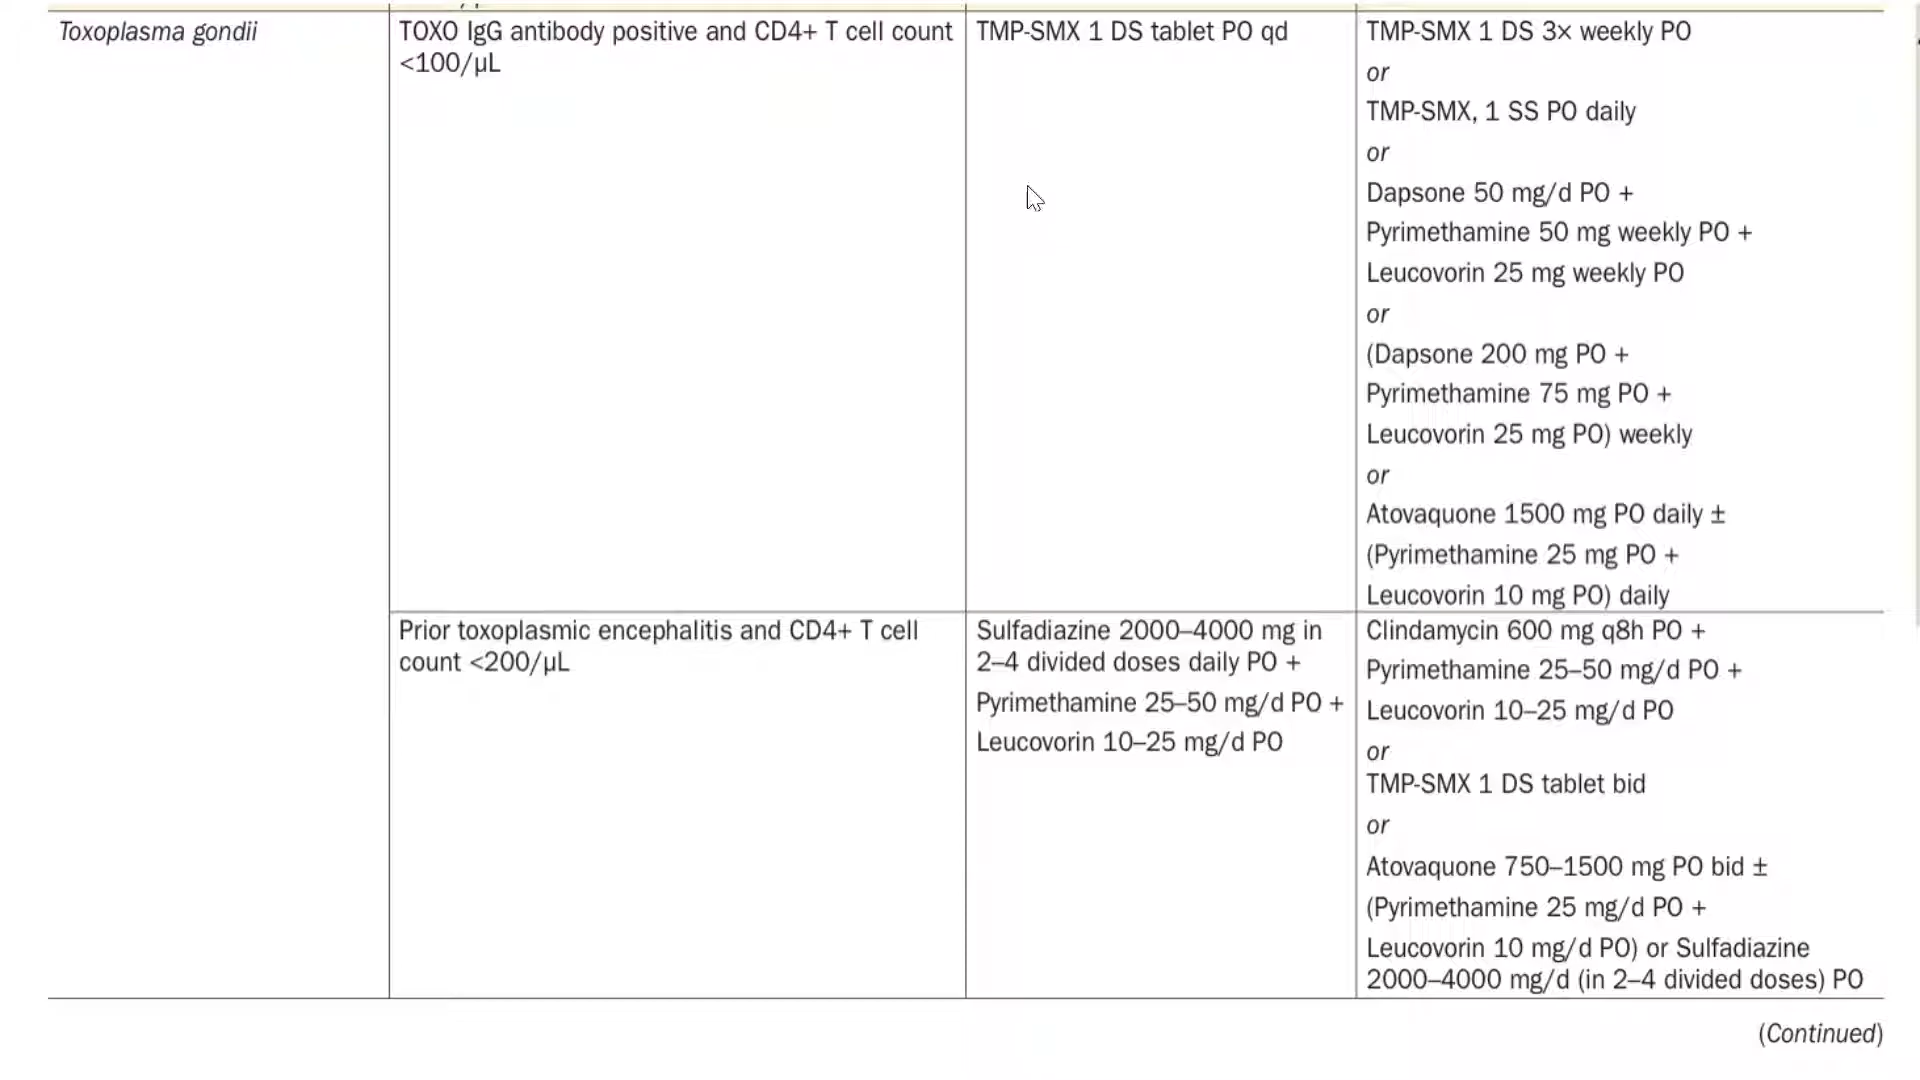 Toxoplasma gondii
TOXO IgG antibody positive and CD4+ T cell count
<100/μL
TMP-SMX 1 DS tablet PO qd
TMP-SMX 1 DS 3× weekly PO
or
TMP-SMX, 1 SS PO daily
or
Dapsone 50 mg/d PO +
Pyrimethamine 50 mg weekly PO +
Leucovorin 25 mg weekly PO
or
(Dapsone 200 mg PO +
Pyrimethamine 75 mg PO +
Leucovorin 25 mg PO) weekly
or
Atovaquone 1500 mg PO daily ±
(Pyrimethamine 25 mg PO +
Leucovorin 10 mg PO) daily
Prior toxoplasmic encephalitis and CD4+ T cell
count <200/μL
Sulfadiazine 2000–4000 mg in
2–4 divided doses daily PO +
Pyrimethamine 25–50 mg/d PO +
Leucovorin 10–25 mg/d PO
Clindamycin 600 mg q8h PO +
Pyrimethamine 25–50 mg/d PO +
Leucovorin 10–25 mg/d PO
or
TMP-SMX 1 DS tablet bid
or
Atovaquone 750–1500 mg PO bid ±
(Pyrimethamine 25 mg/d PO +
Leucovorin 10 mg/d PO) or Sulfadiazine
2000–4000 mg/d (in 2–4 divided doses) PO
(Continued)